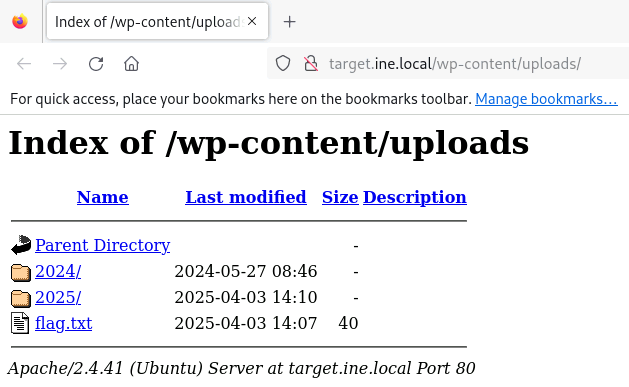 Index of /wp-content/upload
target.ine.local/wp-content/uploads/
For quick access, place your bookmarks here on the bookmarks toolbar. Manage bookmarks…
Index of /wp-content/uploads
Name Last modified Size Description
Parent Directory -
2024/ 2024-05-27 08:46 -
2025/ 2025-04-03 14:10 -
flag.txt 2025-04-03 14:07 40
Apache/2.4.41 (Ubuntu) Server at target.ine.local Port 80